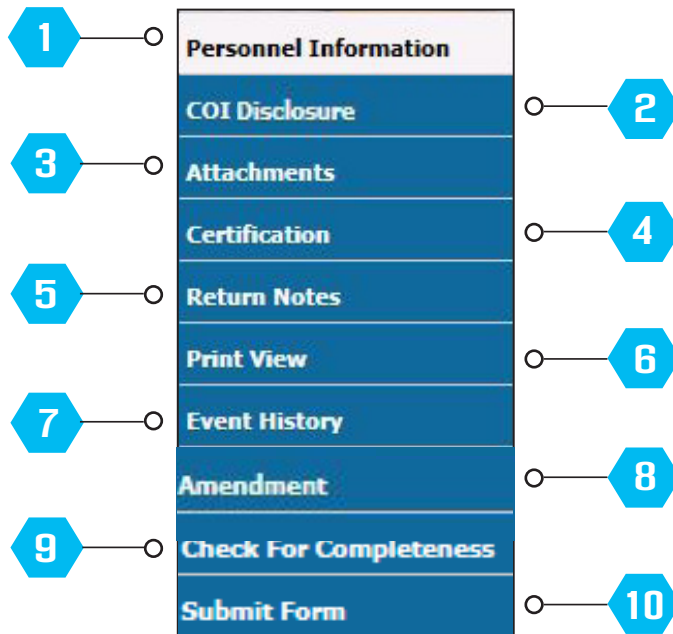 1
Personnel Information
COI Disclosure
2
3
Attachments
Certification
4
5
Return Notes
Print View
6
7
Event History
Amendment
8
9
Check For Completeness
Submit Form
10